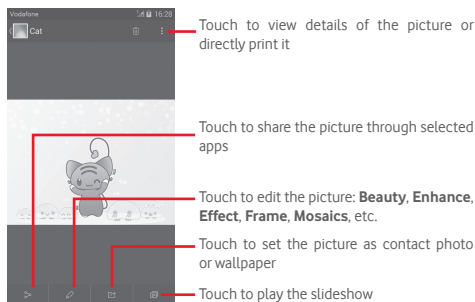 Vodafone 16:28
Cat
Touch to view details of the picture or
directly print it
Touch to share the picture through selected
apps
Touch to edit the picture: Beauty, Enhance,
Effect, Frame, Mosaics, etc.
Touch to set the picture as contact photo
or wallpaper
Touch to play the slideshow